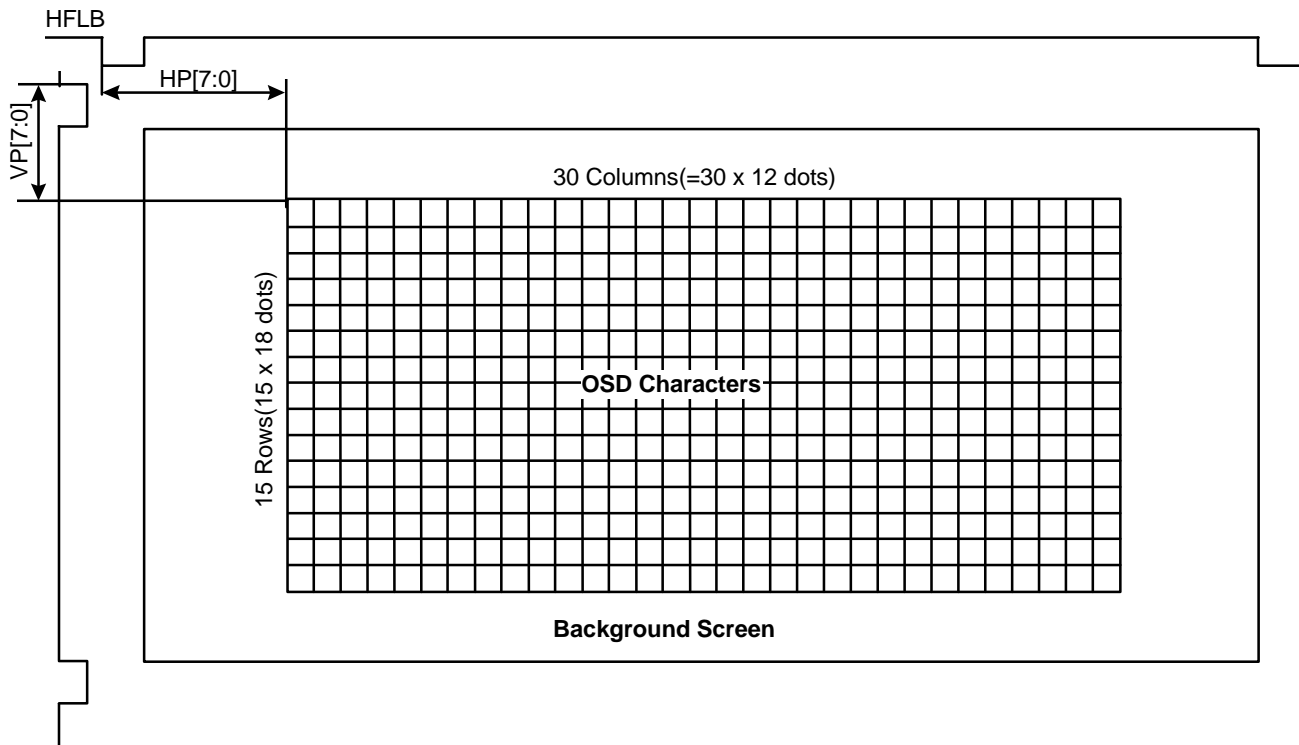 HFLB
HP[7:0]
VP[7:0]
30 Columns(=30 x 12 dots)
15 Rows(15 x 18 dots)
OSD Characters
Background Screen